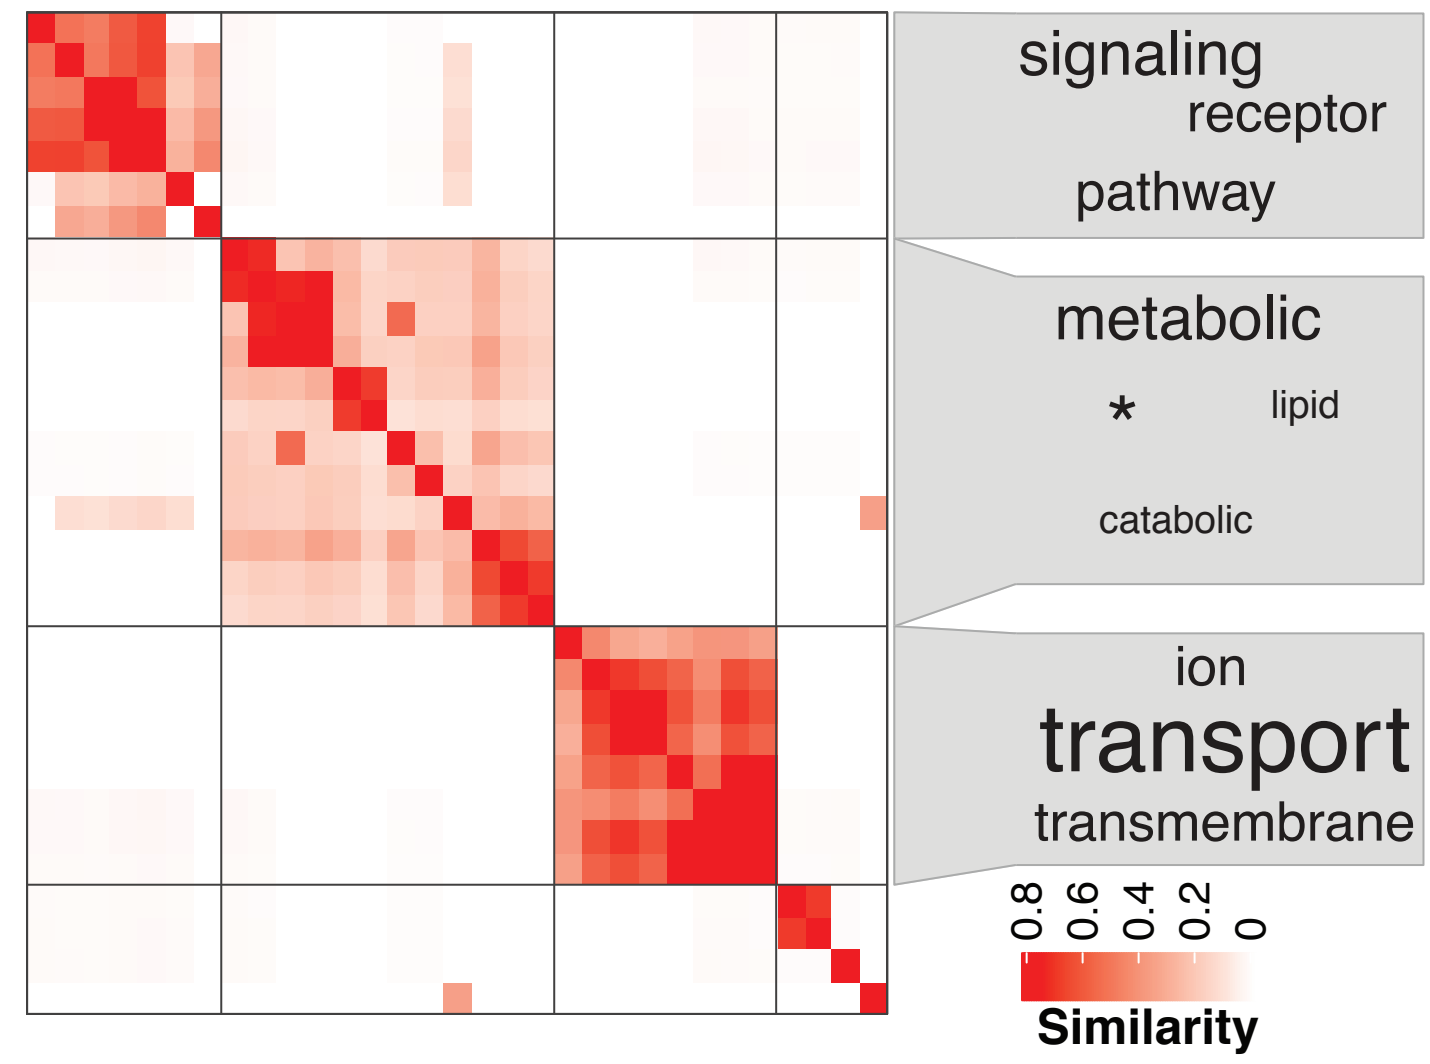 signaling
receptor
pathway
metabolic
* lipid
catabolic
ion
transport
transmembrane
0.8 0.6 0.4 0.2 0
Similarity